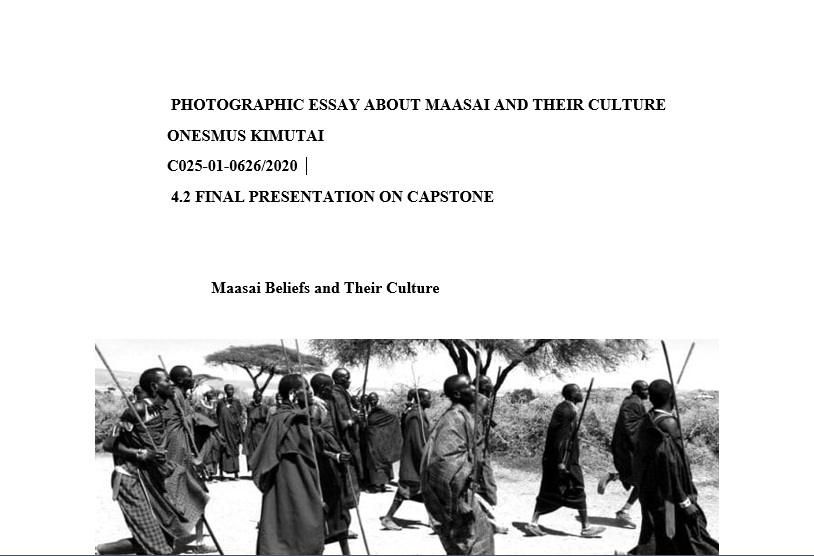 PHOTOGRAPHIC ESSAY ABOUT MAASAI AND THEIR CULTURE
ONESMUS KIMUTAI
C025-01-0626/2020
4.2 FINAL PRESENTATION ON CAPSTONE
Maasai Beliefs and Their Culture